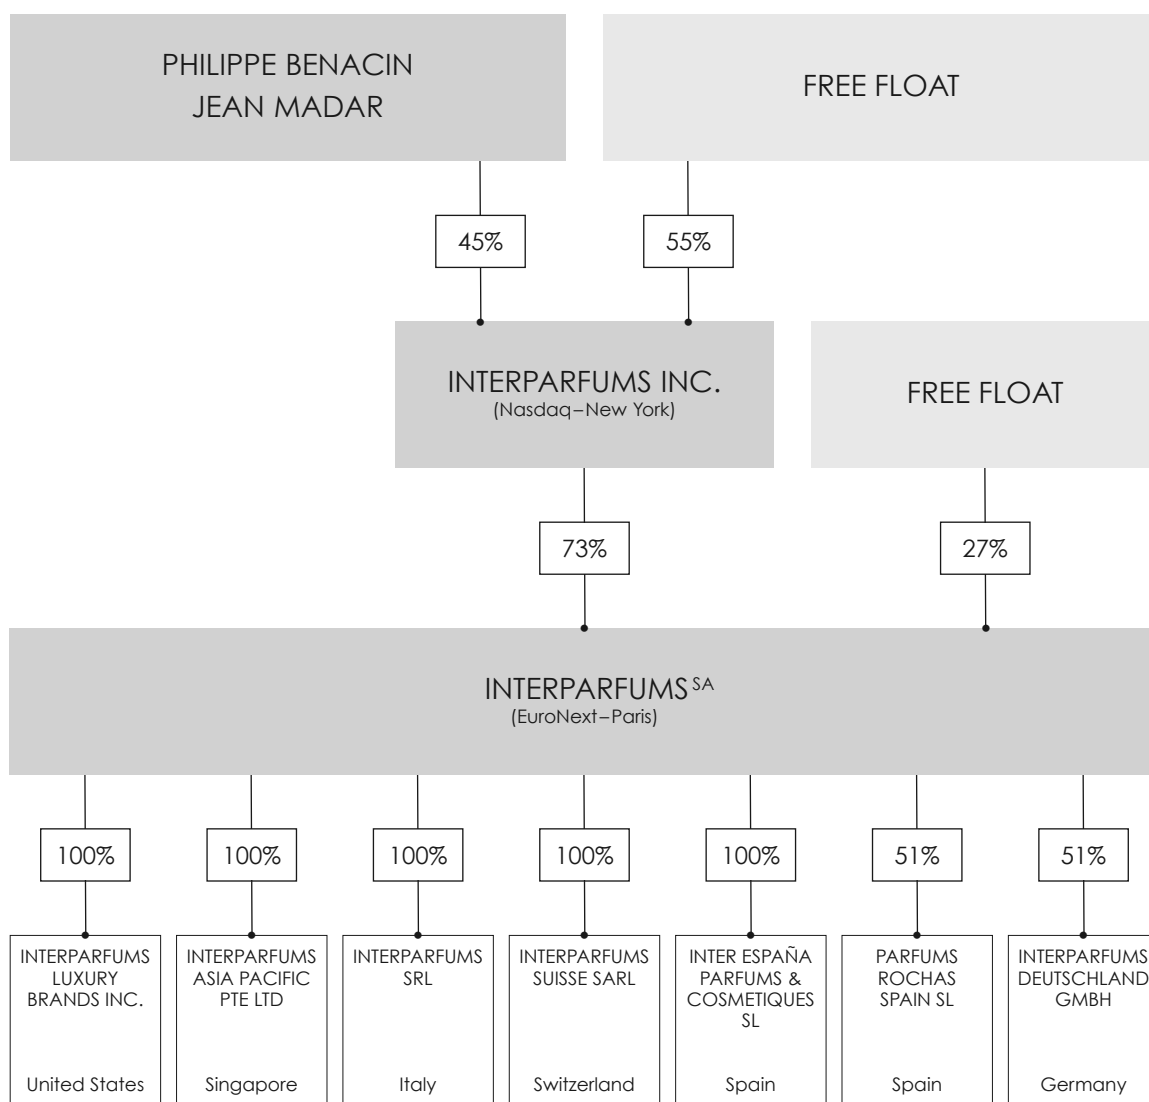 PHILIPPE BENACIN
JEAN MADAR
FREE FLOAT
45%
55%
INTERPARFUMS INC.
(Nasdaq–New York)
FREE FLOAT
73%
27%
INTERPARFUMS SA
(EuroNext–Paris)
100%
100%
100%
100%
100%
51%
51%
INTERPARFUMS
LUXURY
BRANDS INC.
United States
INTERPARFUMS
ASIA PACIFIC
PTE LTD
Singapore
INTERPARFUMS
SRL
Italy
INTERPARFUMS
SUISSE SARL
Switzerland
INTER ESPAÑA
PARFUMS &
COSMETIQUES
SL
Spain
PARFUMS
ROCHAS
SPAIN SL
Spain
INTERPARFUMS
DEUTSCHLAND
GMBH
Germany